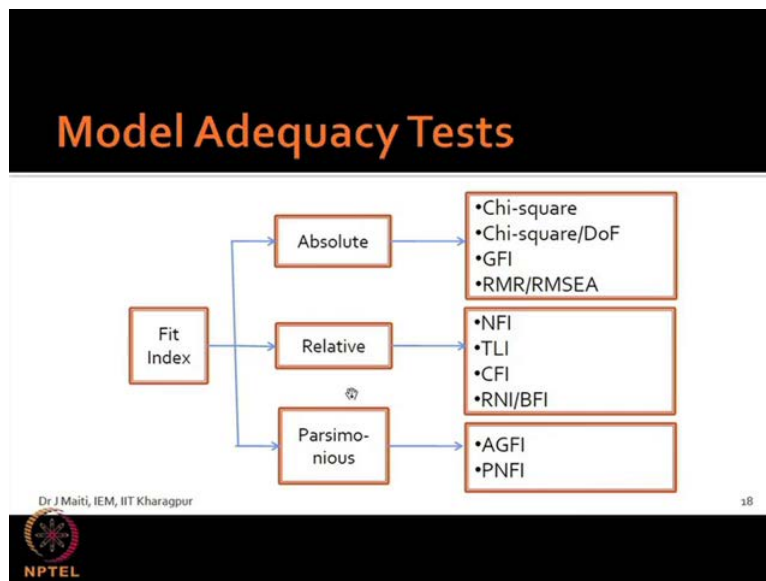 Model Adequacy Tests
Fit
Index
Absolute
•Chi-square
•Chi-square/DoF
•GFI
•RMR/RMSEA
Relative
•NFI
•TLI
•CFI
•RNI/BFI
Parsimo-
nious
•AGFI
•PNFI
Dr J Maiti, IEM, IIT Kharagpur
18
NPTEL